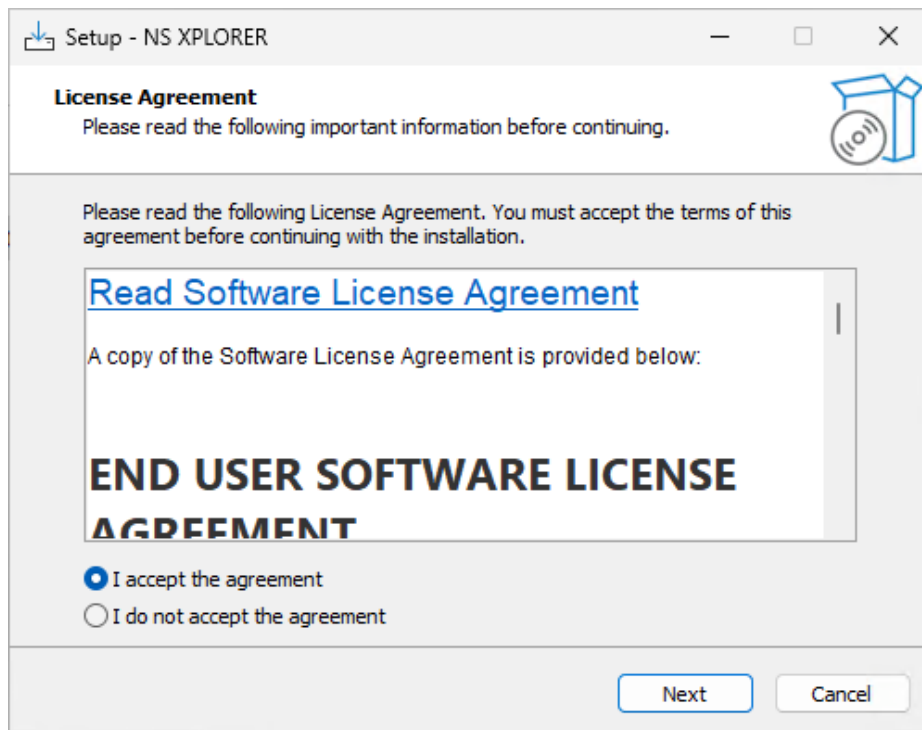 Setup - NS XPLORER
License Agreement
Please read the following important information before continuing.
Please read the following License Agreement. You must accept the terms of this
agreement before continuing with the installation.
Read Software License Agreement
A copy of the Software License Agreement is provided below:
END USER SOFTWARE LICENSE
AGREEMENT
I accept the agreement
I do not accept the agreement
Next
Cancel